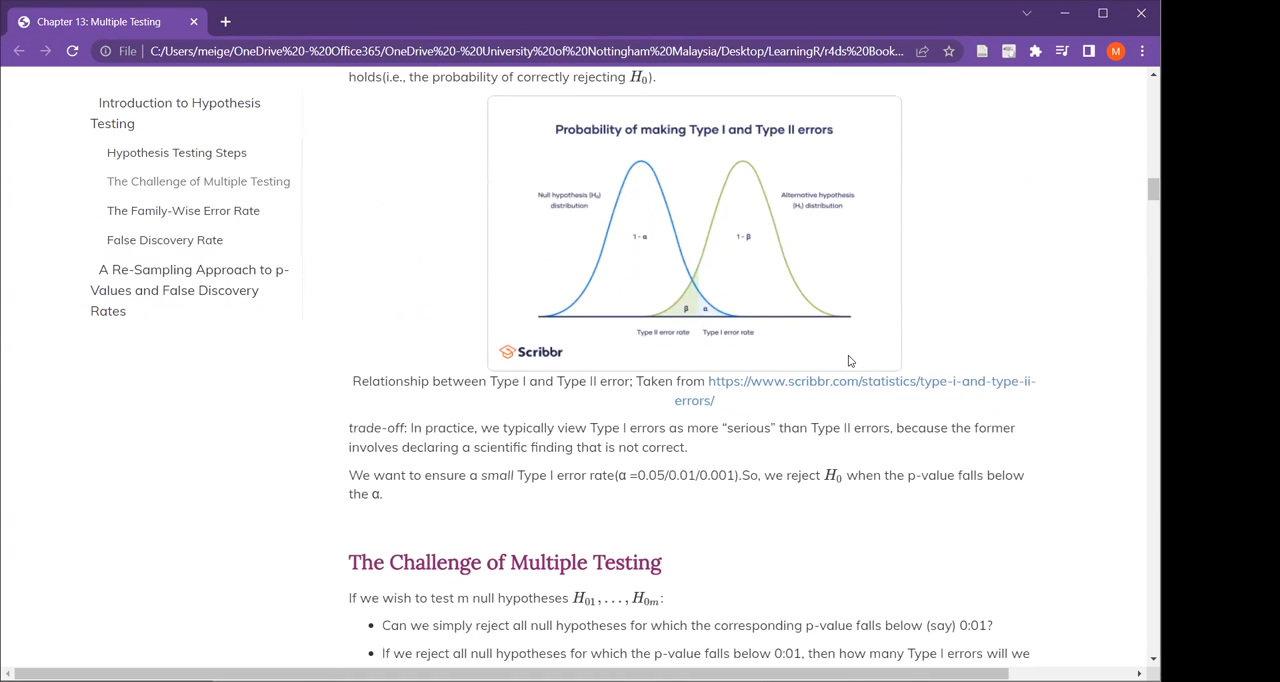 Chapter 13: Multiple Testing
File
C:/Users/meige/OneDrive%20-%20Office365/OneDrive%20-%20University%20of%20Nottingham%20Malaysia/Desktop/LearningR/r4ds%20Book...
M
Introduction to Hypothesis
Testing
Hypothesis Testing Steps
The Challenge of Multiple Testing
The Family-Wise Error Rate
False Discovery Rate
A Re-Sampling Approach to p-
Values and False Discovery
Rates
holds(i.e., the probability of correctly rejecting H0).
Probability of making Type I and Type II errors
Null hypothesis (H₀)
distribution
Alternative hypothesis
(H₁) distribution
1 - α
1 - β
β
α
Type II error rate
Type I error rate
Scribbr
Relationship between Type I and Type II error; Taken from https://www.scribbr.com/statistics/type-i-and-type-ii-
errors/
trade-off: In practice, we typically view Type I errors as more “serious” than Type II errors, because the former
involves declaring a scientific finding that is not correct.
We want to ensure a small Type I error rate(α =0.05/0.01/0.001).So, we reject H0 when the p-value falls below
the α.
The Challenge of Multiple Testing
If we wish to test m null hypotheses H01, . . . , H0m:
• Can we simply reject all null hypotheses for which the corresponding p-value falls below (say) 0:01?
• If we reject all null hypotheses for which the p-value falls below 0:01, then how many Type I errors will we